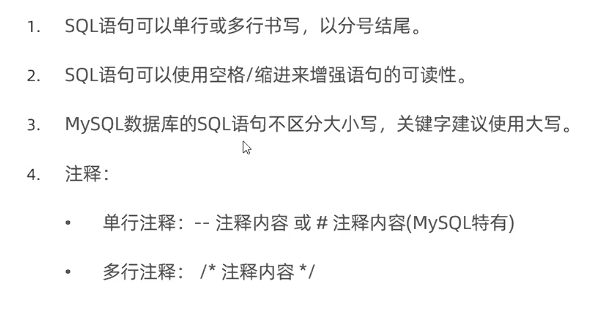 1. SQL语句可以单行或多行书写，以分号结尾。
2. SQL语句可以使用空格/缩进来增强语句的可读性。
3. MySQL数据库的SQL语句不区分大小写，关键字建议使用大写。
4. 注释：
• 单行注释：-- 注释内容 或 # 注释内容(MySQL特有)
• 多行注释： /* 注释内容 */